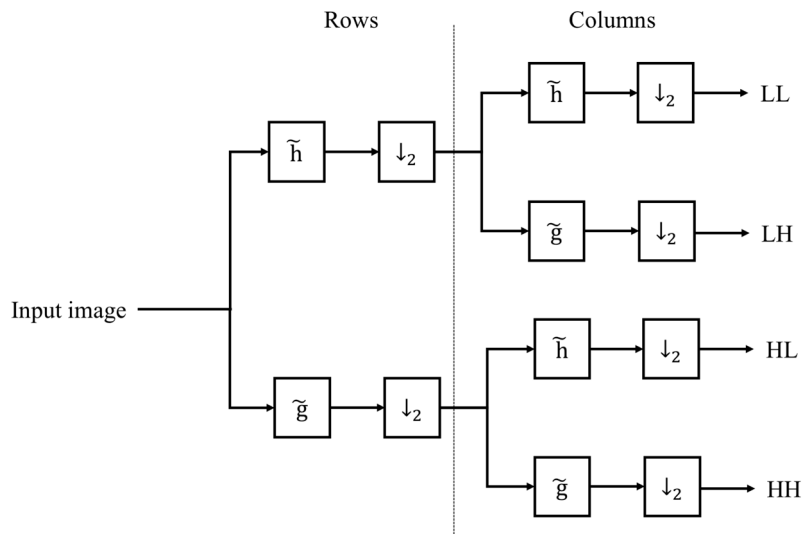 Rows
Columns
h̃
↓₂
LL
h̃
↓₂
g̃
↓₂
LH
Input image
h̃
↓₂
HL
g̃
↓₂
g̃
↓₂
HH